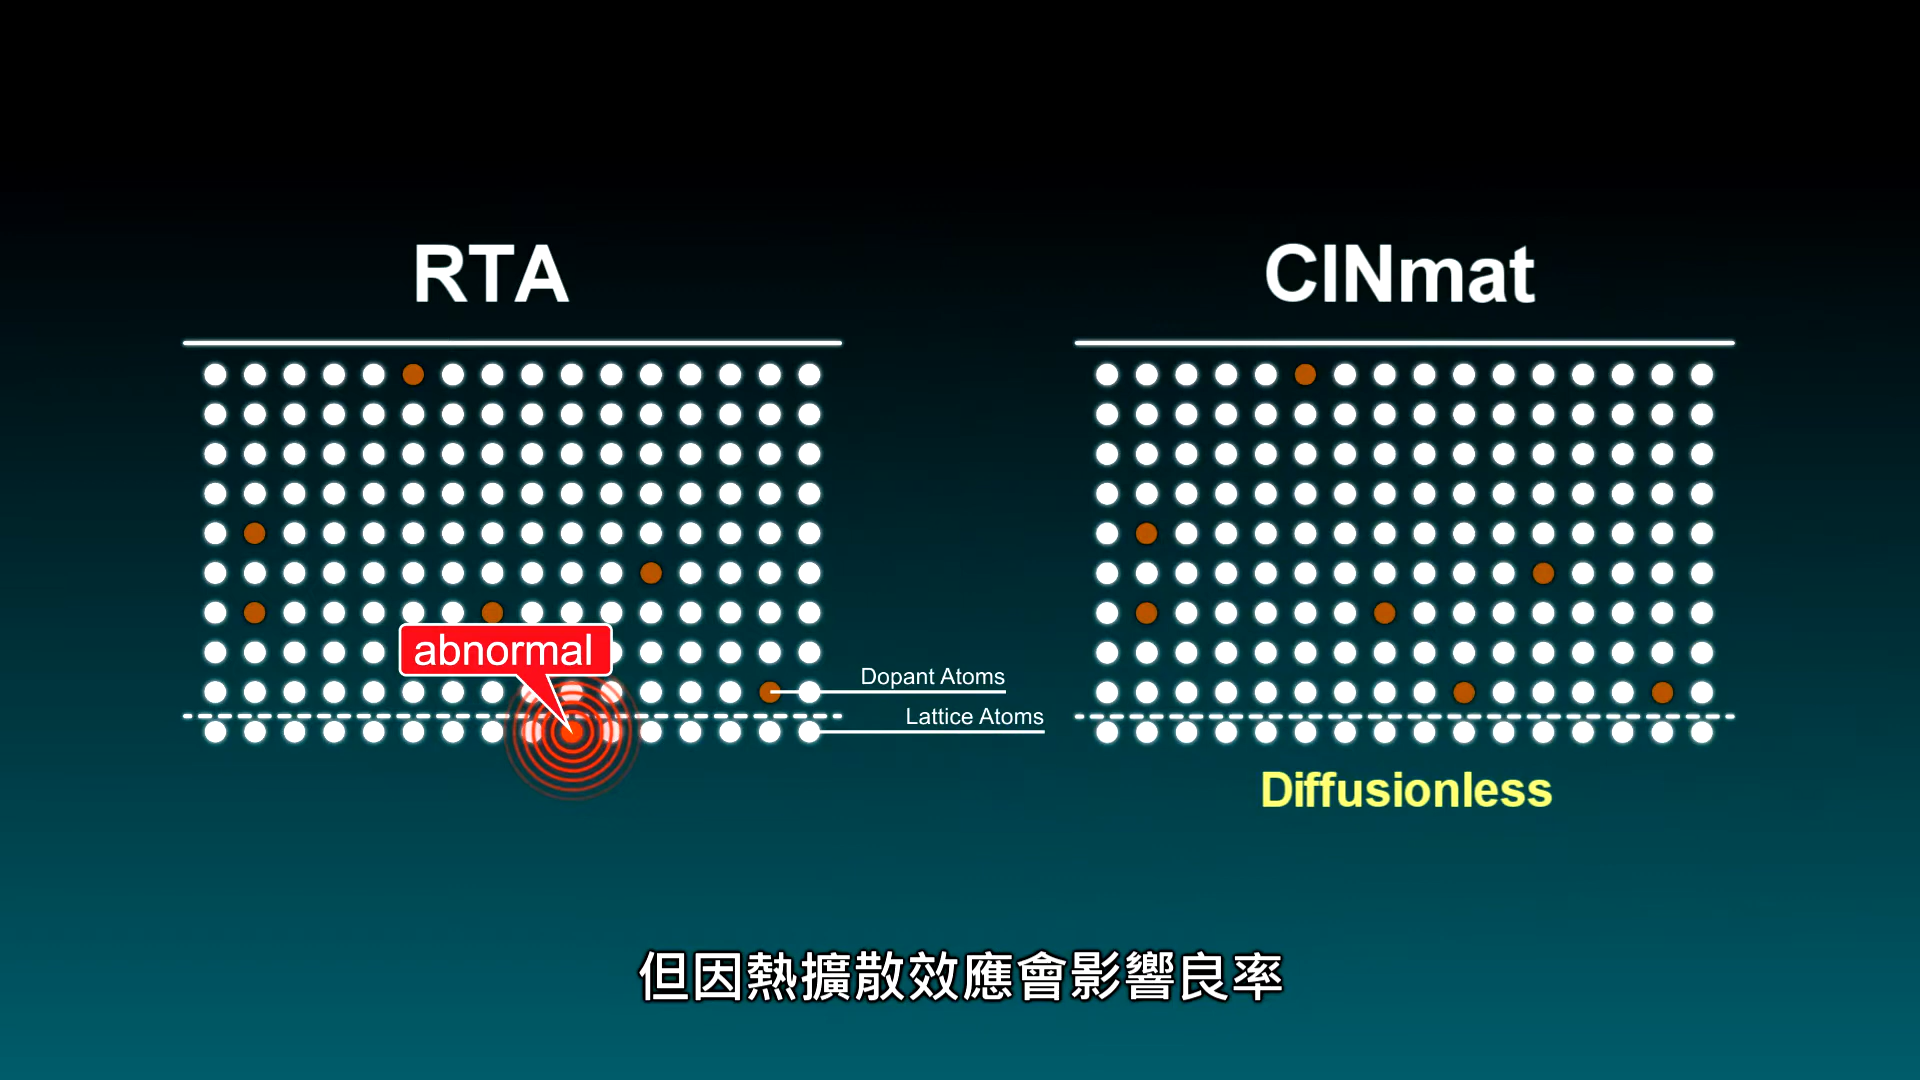 RTA
CINmat
abnormal
Dopant Atoms
Lattice Atoms
Diffusionless
但因熱擴散效應會影響良率